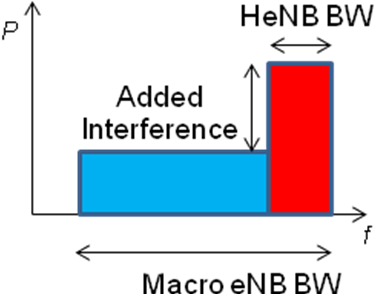 HeNB BW
P
Added
Interference
f
Macro eNB BW